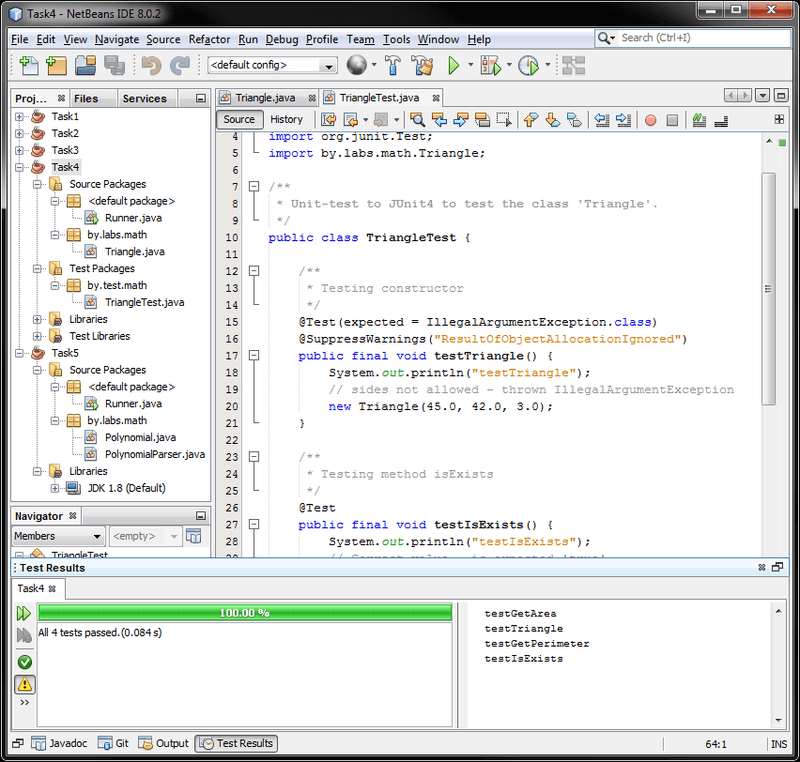 Task4 - NetBeans IDE 8.0.2
File Edit View Navigate Source Refactor Run Debug Profile Team Tools Window Help
Search (Ctrl+I)
<default config>
Proj... Files Services
Task1
Task2
Task3
Task4
Source Packages
<default package>
Runner.java
by.labs.math
Triangle.java
Test Packages
by.test.math
TriangleTest.java
Libraries
Test Libraries
Task5
Source Packages
<default package>
Runner.java
by.labs.math
Polynomial.java
PolynomialParser.java
Libraries
JDK 1.8 (Default)
Navigator
Members <empty>
TriangleTest
Triangle.java TriangleTest.java
Source History
4 import org.junit.Test;
5 import by.labs.math.Triangle;
6
7 /**
8 * Unit-test to JUnit4 to test the class 'Triangle'.
9 */
10 public class TriangleTest {
11
12 /**
13 * Testing constructor
14 */
15 @Test(expected = IllegalArgumentException.class)
16 @SuppressWarnings("ResultOfObjectAllocationIgnored")
17 public final void testTriangle() {
18 System.out.println("testTriangle");
19 // sides not allowed - thrown IllegalArgumentException
20 new Triangle(45.0, 42.0, 3.0);
21 }
22
23 /**
24 * Testing method isExists
25 */
26 @Test
27 public final void testIsExists() {
28 System.out.println("testIsExists");
29 // Correct value - is expected 'true'
Test Results
Task4
100.00 %
All 4 tests passed.(0.084 s)
testGetArea
testTriangle
testGetPerimeter
testIsExists
Javadoc Git Output Test Results
64:1 INS